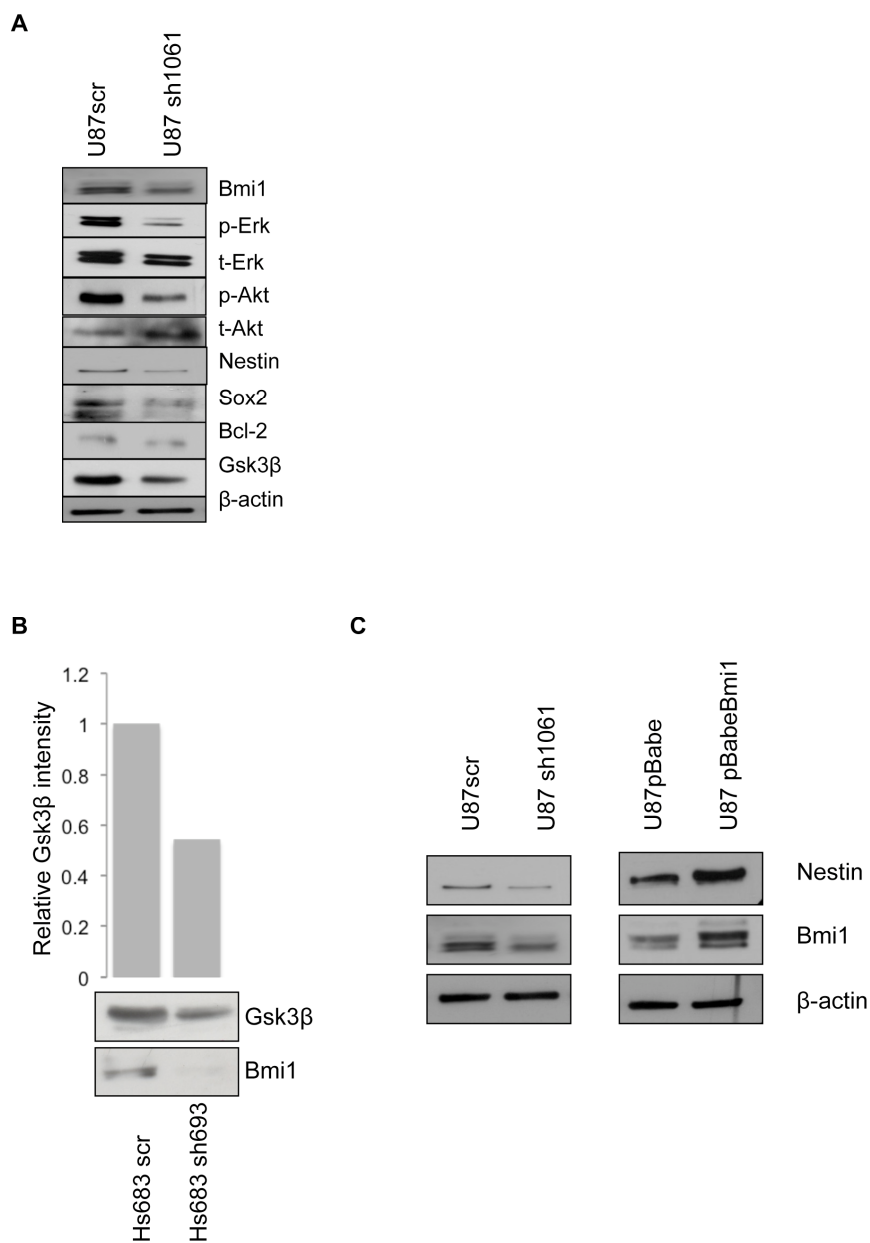 A
U87scr
U87 sh1061
Bmi1
p-Erk
t-Erk
p-Akt
t-Akt
Nestin
Sox2
Bcl-2
Gsk3β
β-actin
B
Relative Gsk3β intensity
1.2
1
0.8
0.6
0.4
0.2
0
Gsk3β
Bmi1
Hs683 scr
Hs683 sh693
C
U87scr
U87 sh1061
U87pBabe
U87 pBabeBmi1
Nestin
Bmi1
β-actin